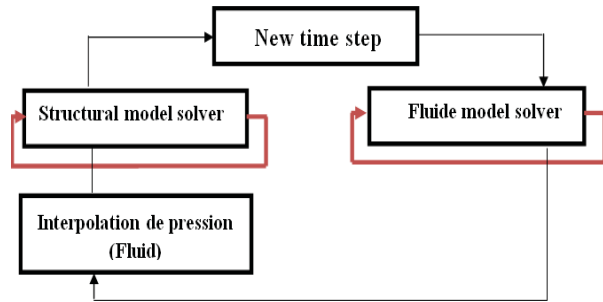 New time step
Structural model solver
Fluide model solver
Interpolation de pression
(Fluid)